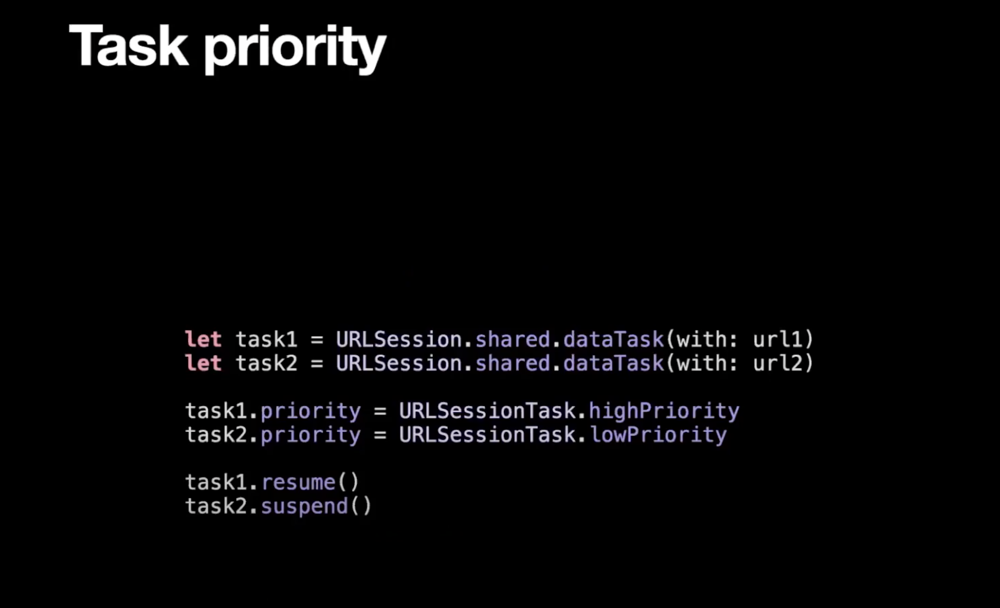 Task priority
let task1 = URLSession.shared.dataTask(with: url1)
let task2 = URLSession.shared.dataTask(with: url2)
task1.priority = URLSessionTask.highPriority
task2.priority = URLSessionTask.lowPriority
task1.resume()
task2.suspend()